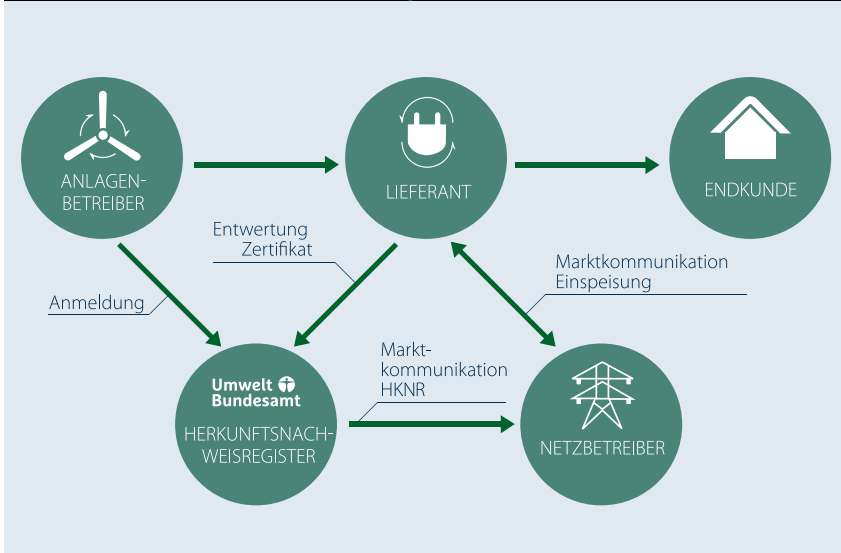 ANLAGEN-
BETREIBER
LIEFERANT
ENDKUNDE
Entwertung
Zertifikat
Marktkommunikation
Einspeisung
Anmeldung
Markt-
kommunikation
HKNR
Umwelt
Bundesamt
HERKUNFTSNACH-
WEISREGISTER
NETZBETREIBER